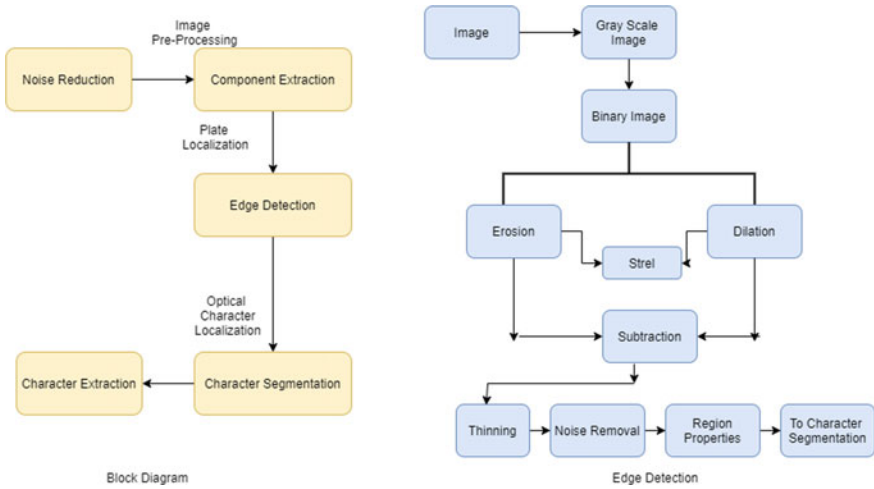 Image
Pre-Processing
Noise Reduction
Component Extraction
Plate
Localization
Edge Detection
Optical
Character
Localization
Character Extraction
Character Segmentation
Block Diagram
Image
Gray Scale
Image
Binary Image
Erosion
Dilation
Strel
Subtraction
Thinning
Noise Removal
Region
Properties
To Character
Segmentation
Edge Detection